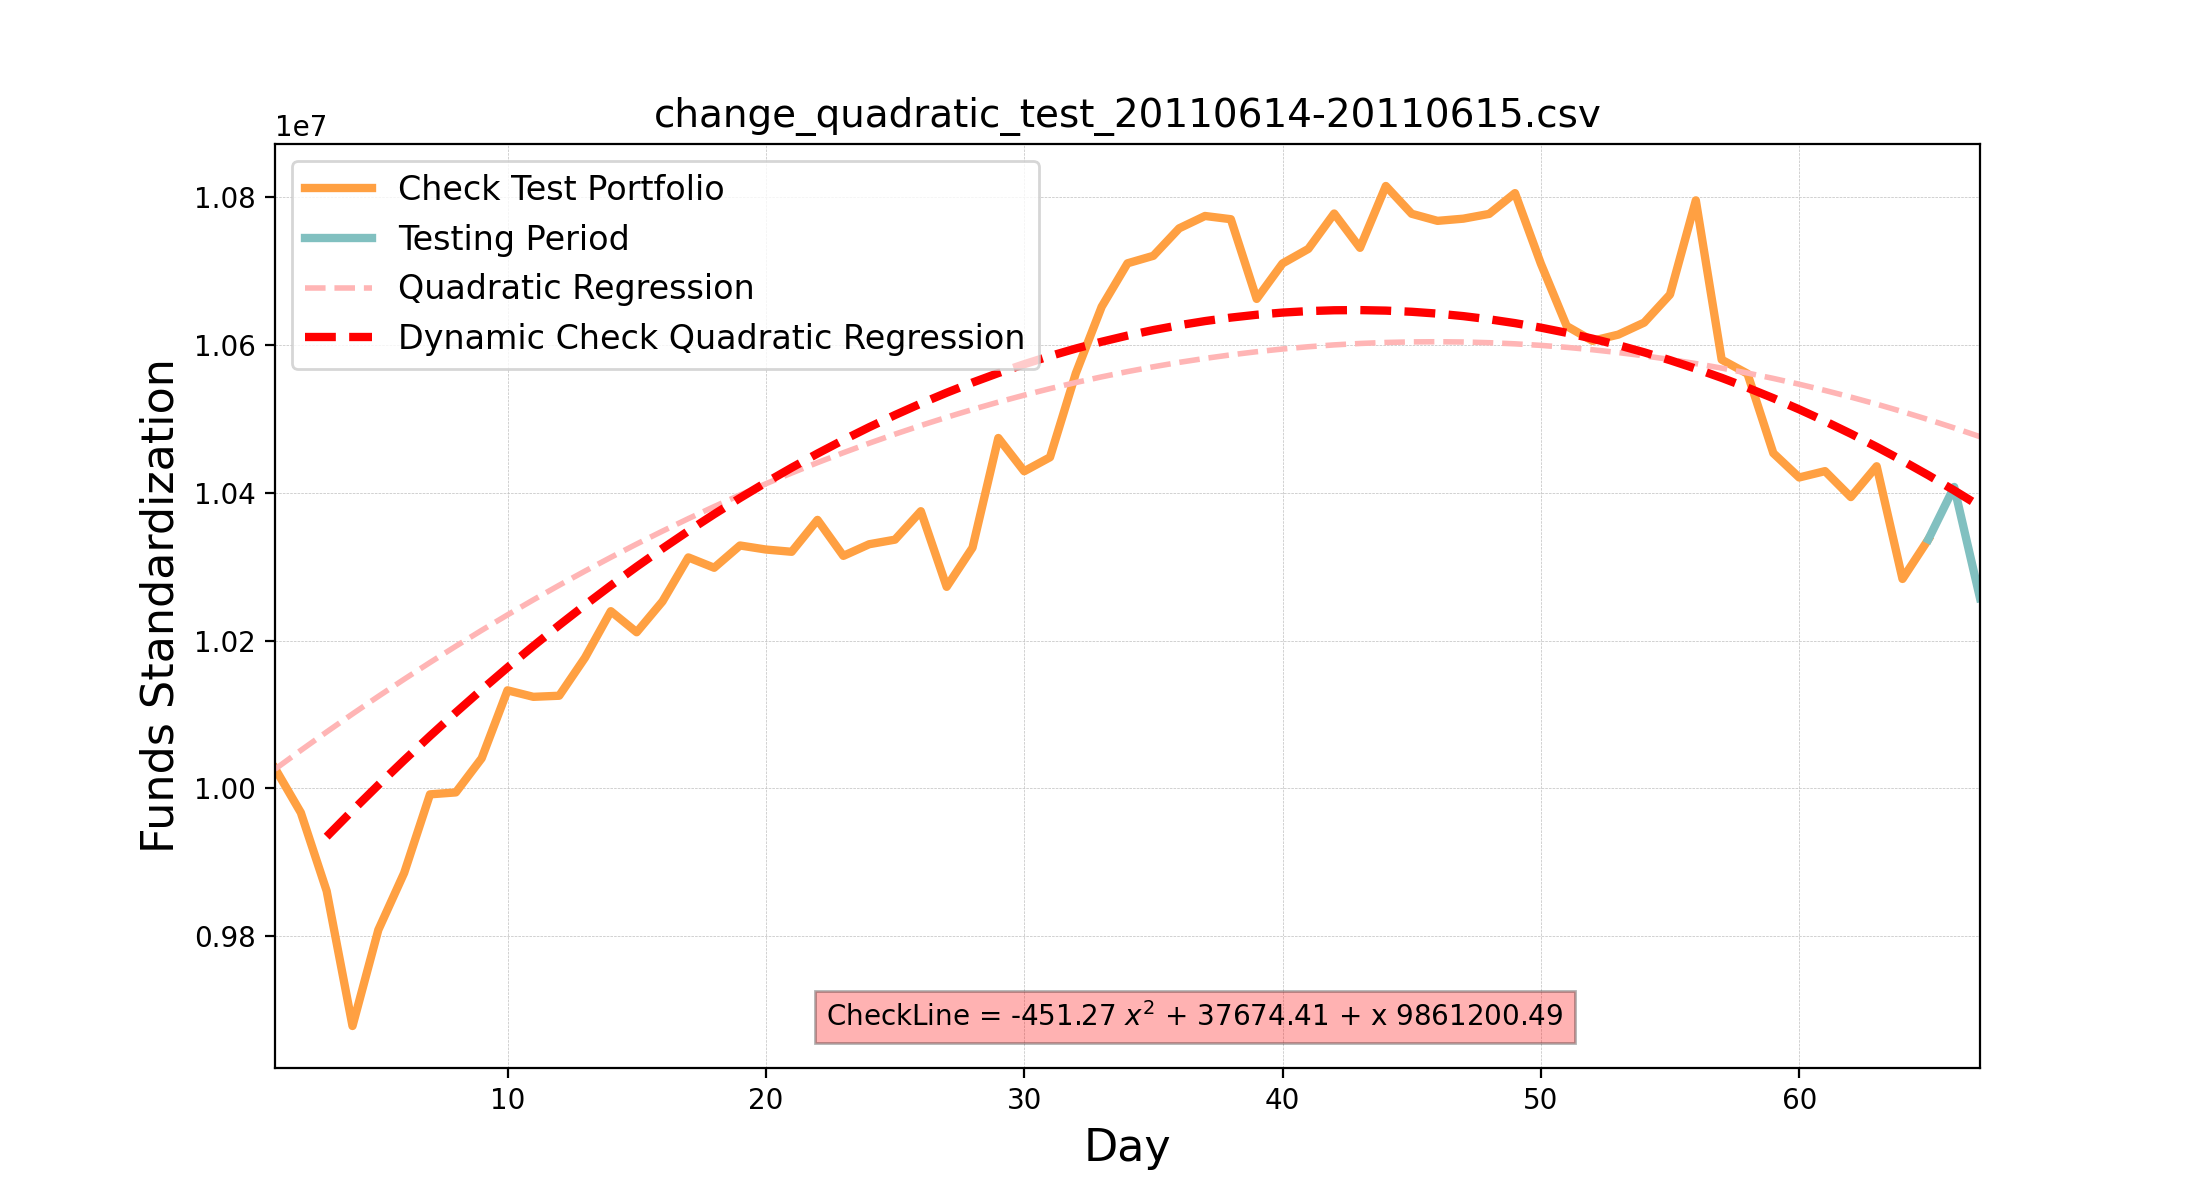 change_quadratic_test_20110614-20110615.csv
1e7
Check Test Portfolio
Testing Period
Quadratic Regression
Dynamic Check Quadratic Regression
1.08
1.06
1.04
1.02
1.00
0.98
Funds Standardization
CheckLine = -451.27 x² + 37674.41 + x 9861200.49
10 20 30 40 50 60
Day